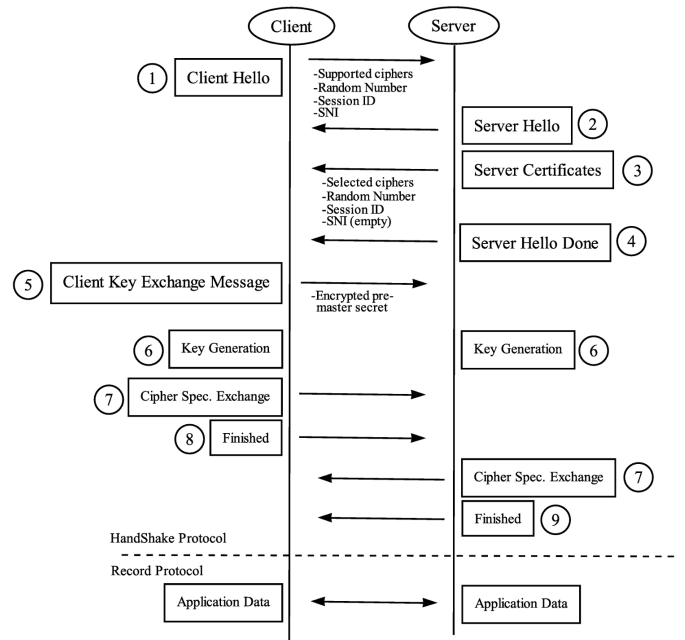 Client
Server
1
Client Hello
-Supported ciphers
-Random Number
-Session ID
-SNI
Server Hello
2
Server Certificates
3
-Selected ciphers
-Random Number
-Session ID
-SNI (empty)
Server Hello Done
4
5
Client Key Exchange Message
-Encrypted pre-
master secret
6
Key Generation
Key Generation
6
7
Cipher Spec. Exchange
8
Finished
Cipher Spec. Exchange
7
Finished
9
HandShake Protocol
Record Protocol
Application Data
Application Data